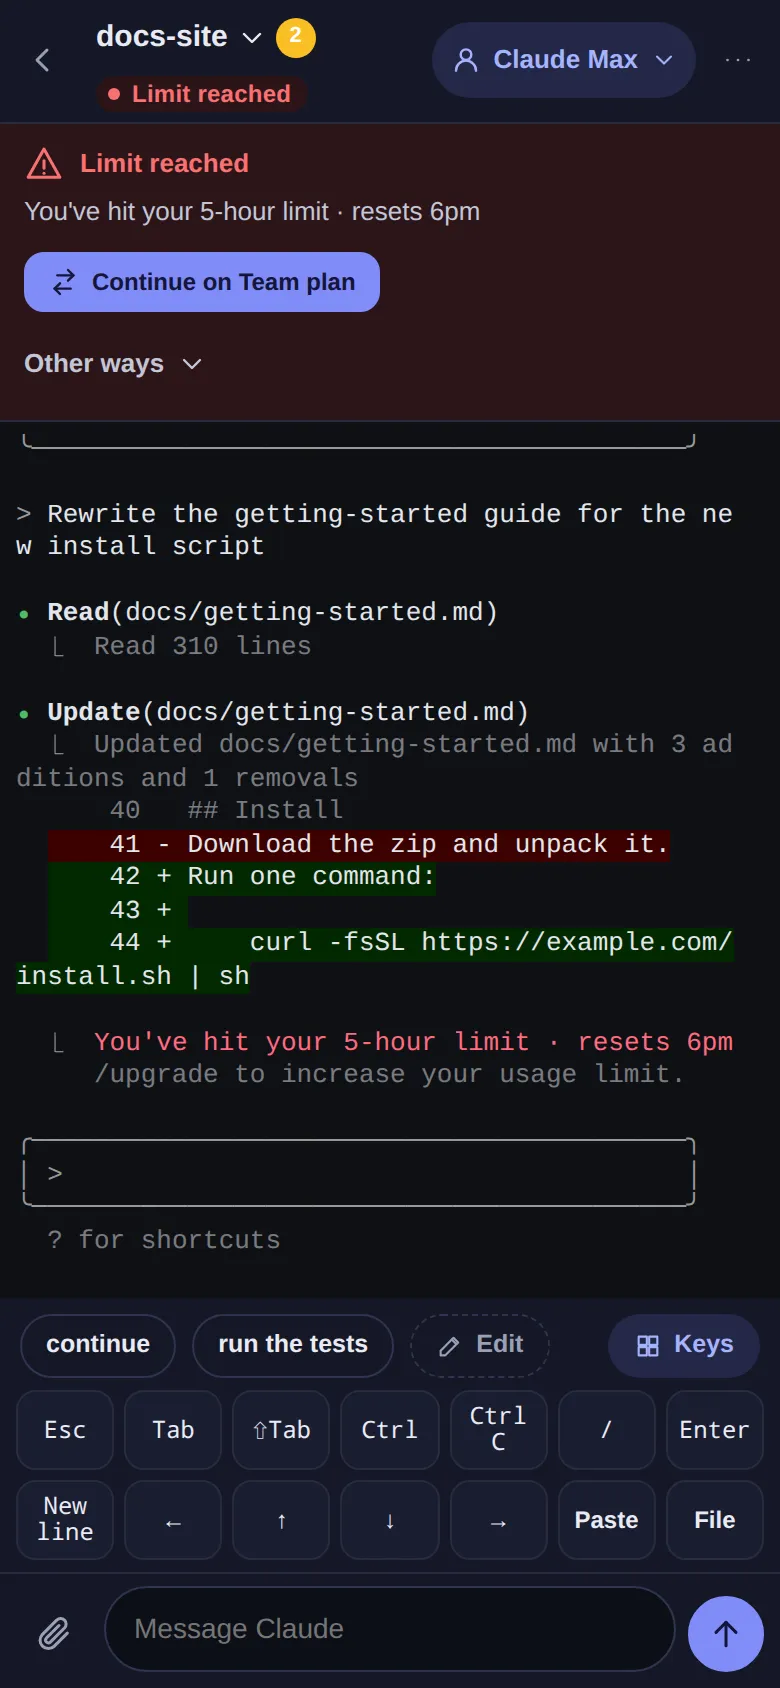 docs-site 2
Limit reached
Claude Max
...
Limit reached
You've hit your 5-hour limit · resets 6pm
Continue on Team plan
Other ways
> Rewrite the getting-started guide for the ne
w install script
● Read(docs/getting-started.md)
⎿ Read 310 lines
● Update(docs/getting-started.md)
⎿ Updated docs/getting-started.md with 3 ad
ditions and 1 removals
40 ## Install
41 - Download the zip and unpack it.
42 + Run one command:
43 +
44 + curl -fsSL https://example.com/
install.sh | sh
⎿ You've hit your 5-hour limit · resets 6pm
/upgrade to increase your usage limit.
>
? for shortcuts
continue run the tests Edit Keys
Esc Tab ⇧Tab Ctrl Ctrl C / Enter
New line ← ↑ ↓ → Paste File
Message Claude